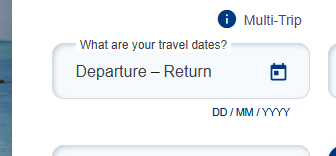 Multi-Trip
What are your travel dates?
Departure – Return
DD / MM / YYYY